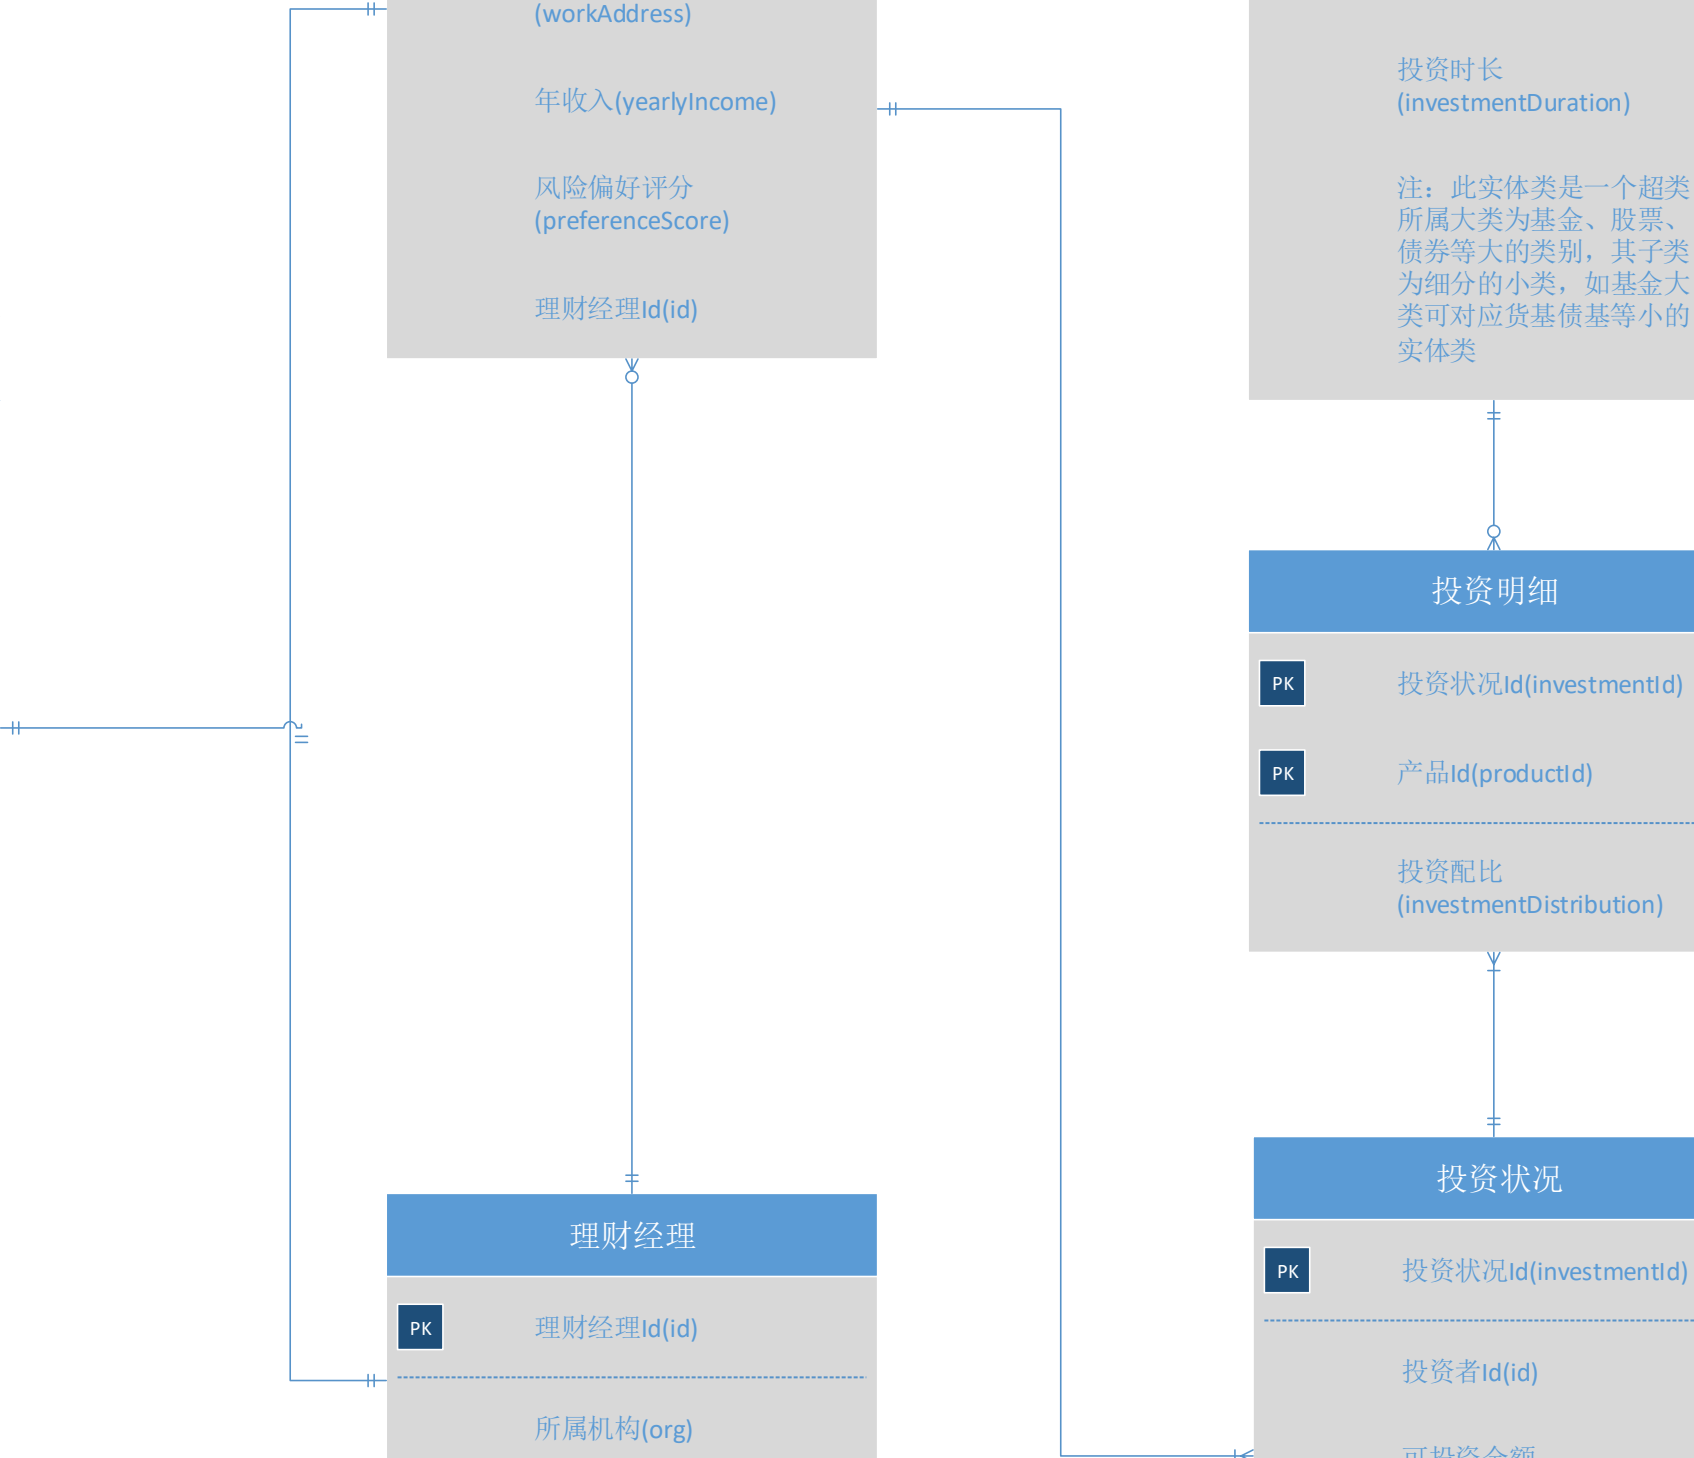 (workAddress)
年收入(yearlyIncome)
风险偏好评分
(preferenceScore)
理财经理Id(id)
投资时长
(investmentDuration)
注：此实体类是一个超类
所属大类为基金、股票、
债券等大的类别，其子类
为细分的小类，如基金大
类可对应货基债基等小的
实体类
投资明细
PK 投资状况Id(investmentId)
PK 产品Id(productId)
投资配比
(investmentDistribution)
理财经理
PK 理财经理Id(id)
所属机构(org)
投资状况
PK 投资状况Id(investmentId)
投资者Id(id)
可投资金额